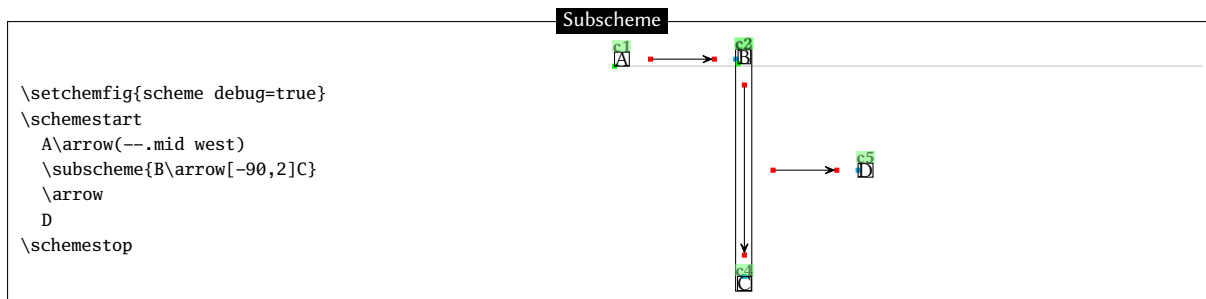 Subscheme
\setchemfig{scheme debug=true}
\schemestart
A\arrow(--.mid west)
\subscheme{B\arrow[-90,2]C}
\arrow
D
\schemestop
c1
A
c2
B
c5
D
c4
C